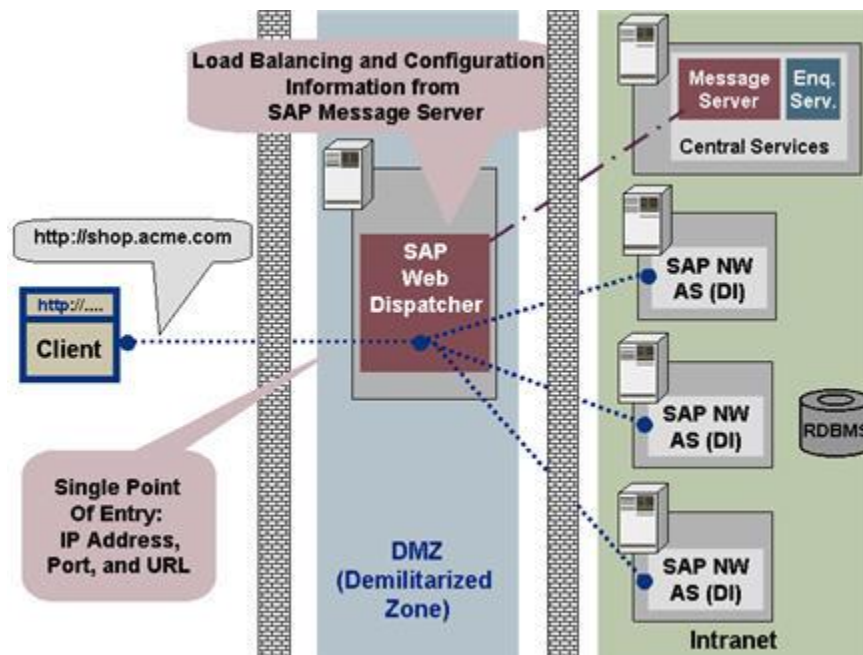 Load Balancing and Configuration
Information from
SAP Message Server
Message
Server
Enq.
Serv.
Central Services
http://shop.acme.com
http://....
Client
SAP
Web
Dispatcher
SAP NW
AS (DI)
SAP NW
AS (DI)
RDBMS
SAP NW
AS (DI)
Single Point
Of Entry:
IP Address,
Port, and URL
DMZ
(Demilitarized
Zone)
Intranet